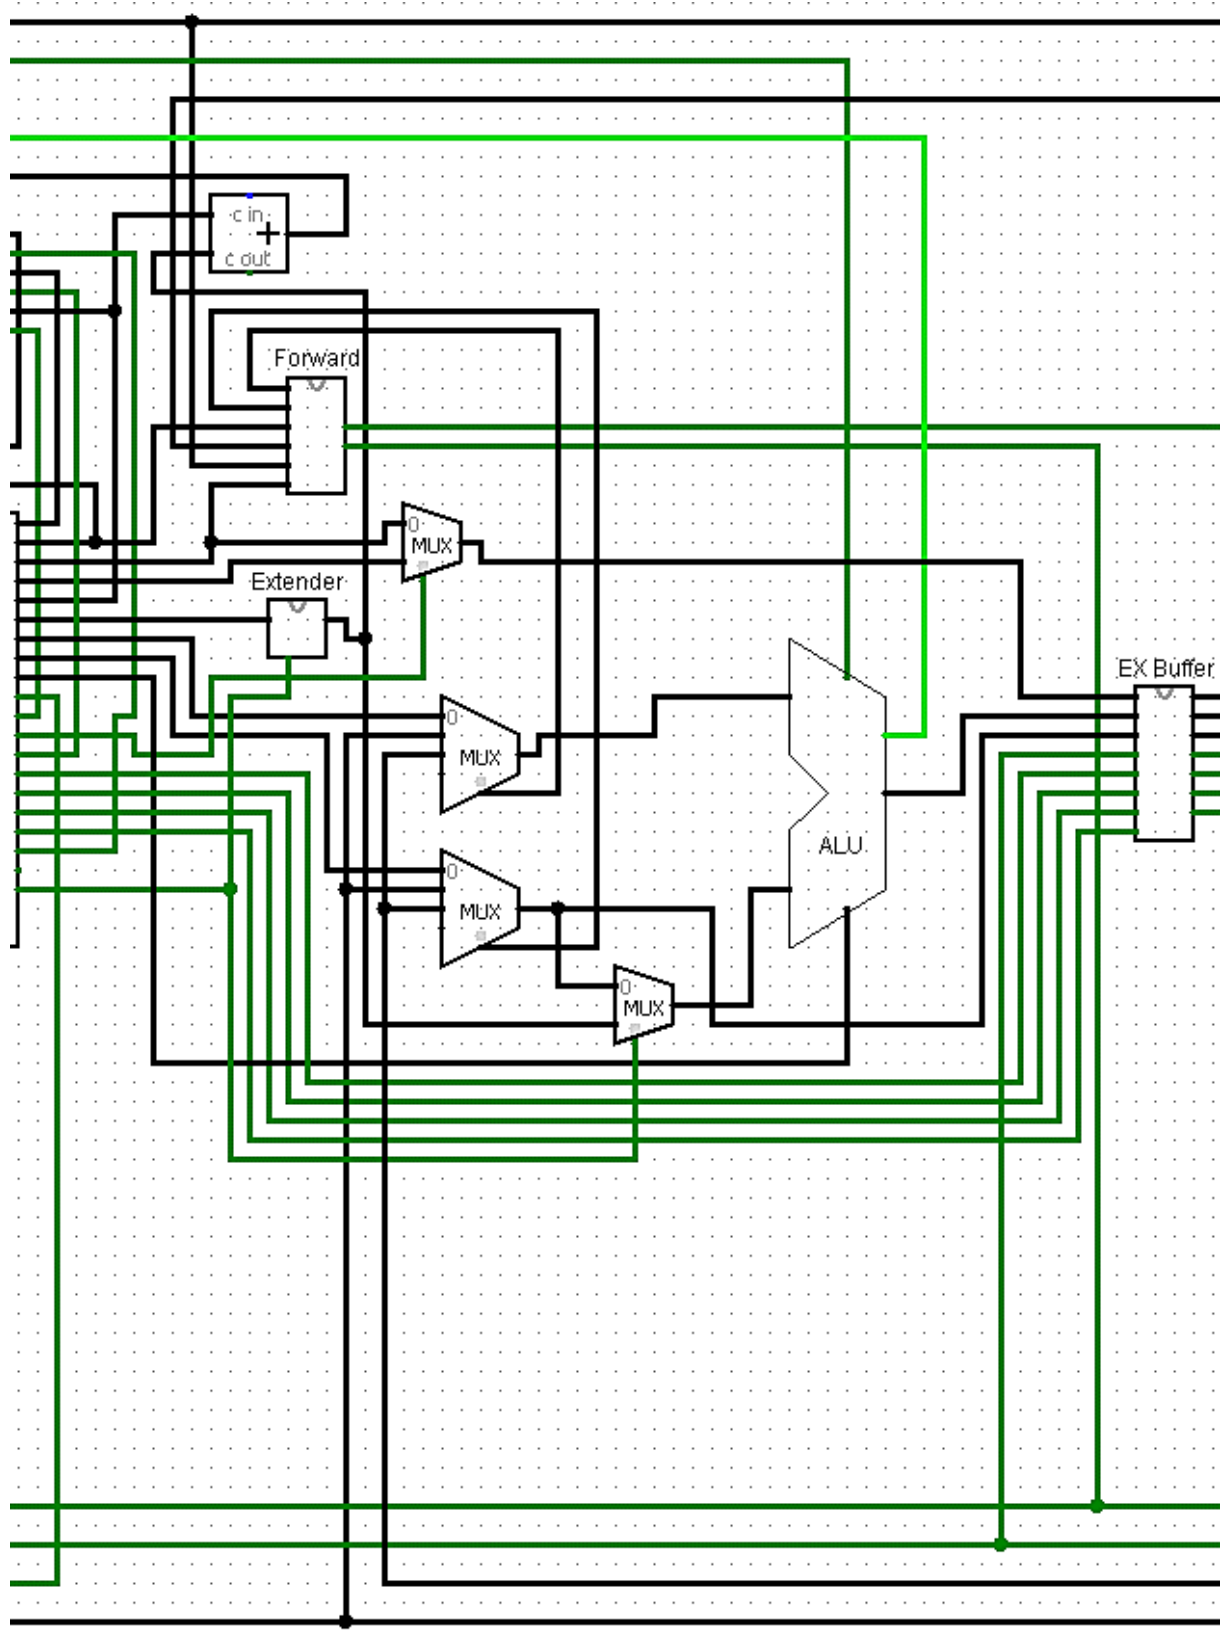 c in
+
c out
Forward
0
MUX
Extender
EX Buffer
0
MUX
ALU
0
MUX
0
MUX